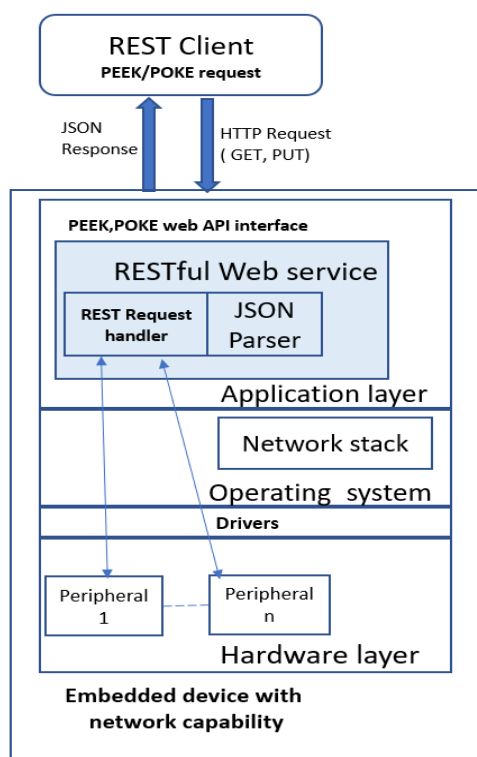 REST Client
PEEK/POKE request
JSON
Response
HTTP Request
( GET, PUT)
PEEK,POKE web API interface
RESTful Web service
REST Request
handler
JSON
Parser
Application layer
Network stack
Operating system
Drivers
Peripheral
1
Peripheral
n
Hardware layer
Embedded device with
network capability